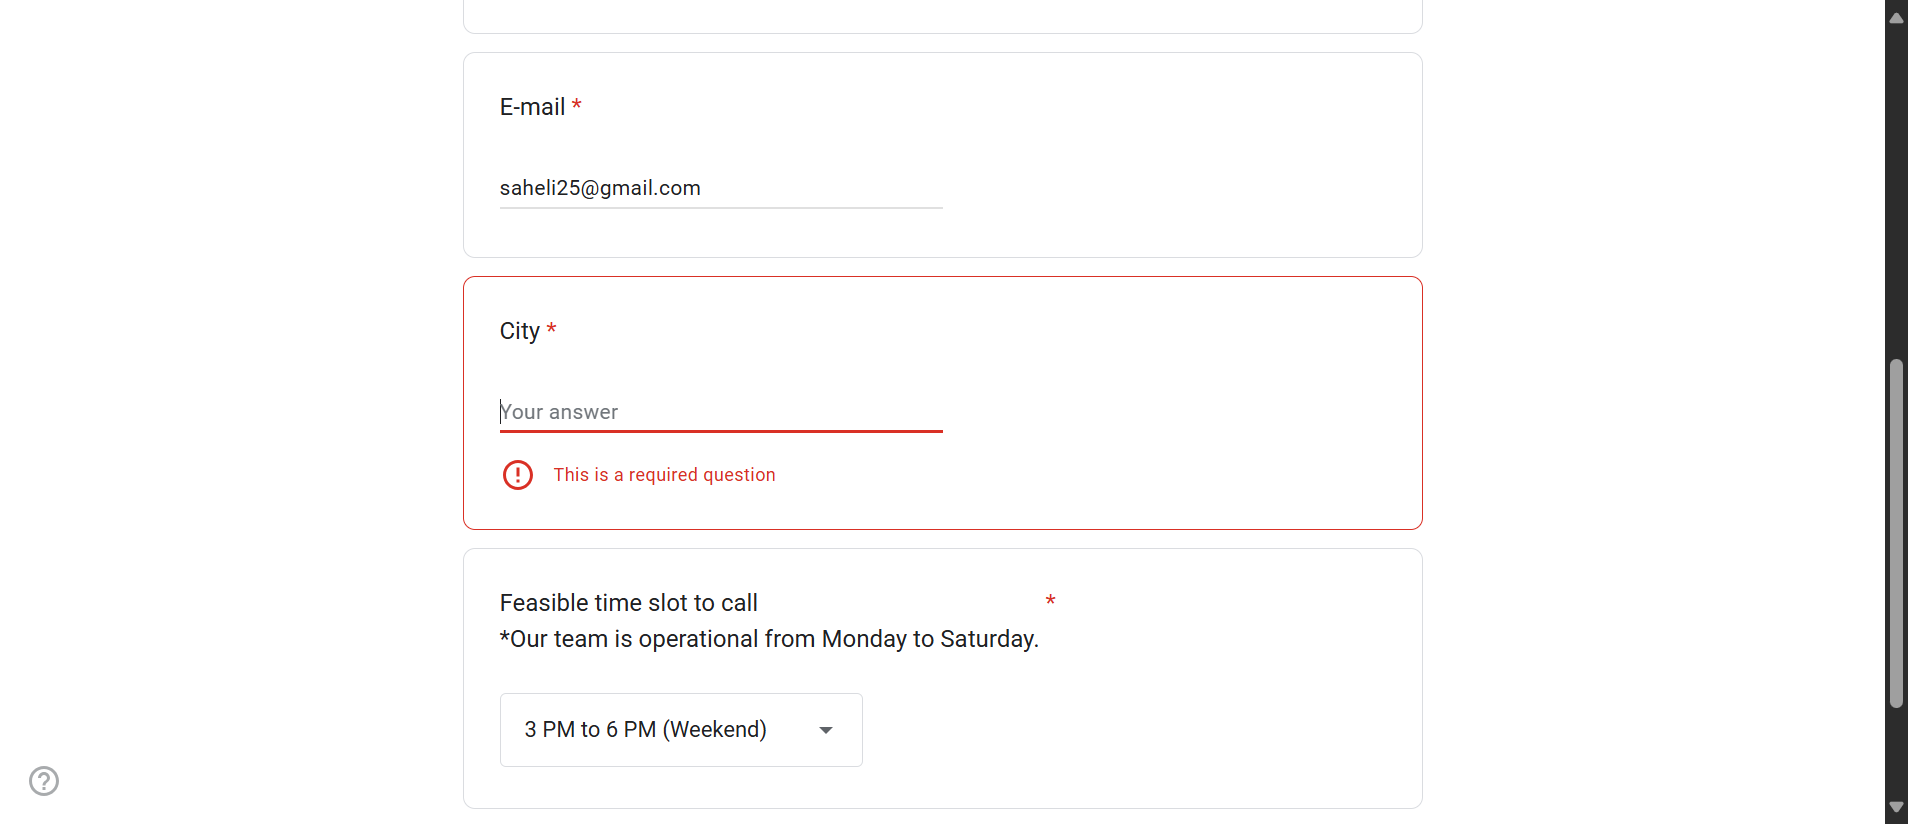 E-mail *
saheli25@gmail.com
City *
Your answer
This is a required question
Feasible time slot to call *
*Our team is operational from Monday to Saturday.
3 PM to 6 PM (Weekend)